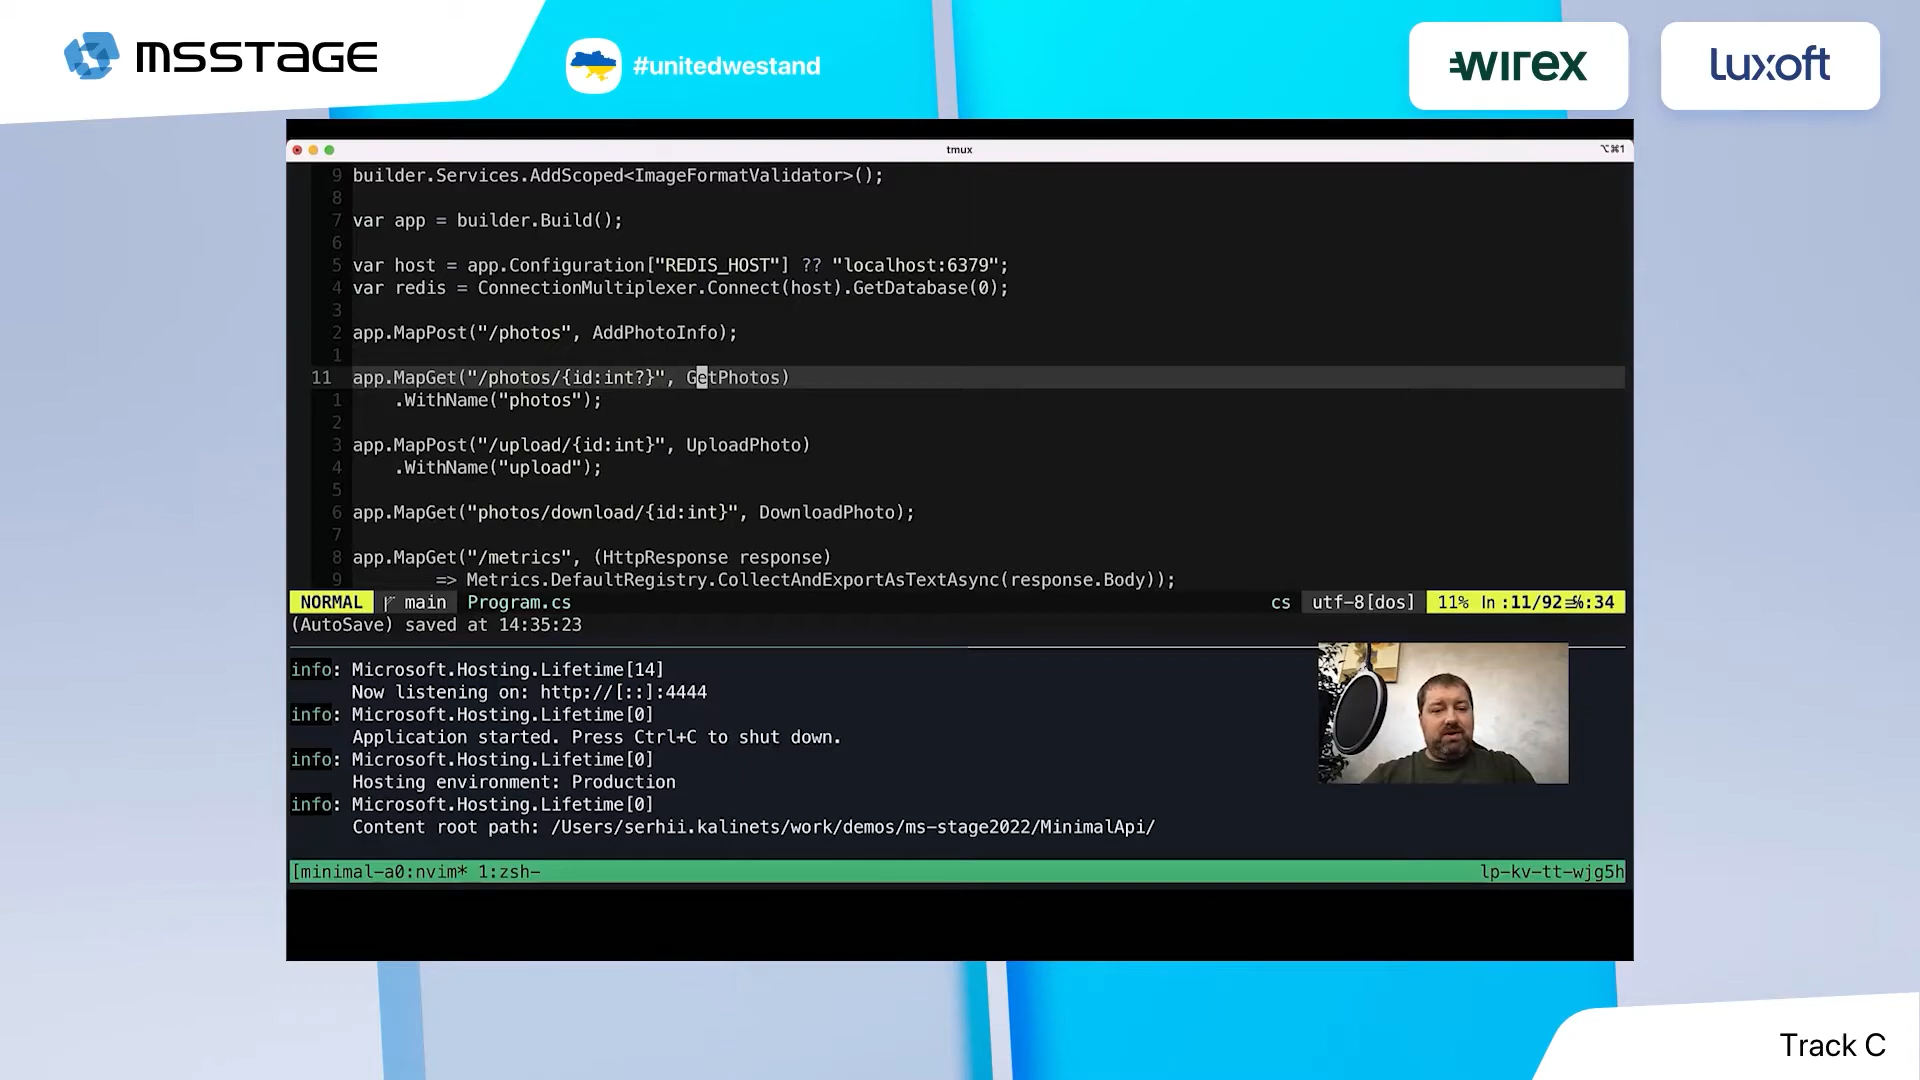 MSSTAGE
#unitedwestand
wirex
luxoft
tmux
⌥⌘1
9 builder.Services.AddScoped<ImageFormatValidator>();
8
7 var app = builder.Build();
6
5 var host = app.Configuration["REDIS_HOST"] ?? "localhost:6379";
4 var redis = ConnectionMultiplexer.Connect(host).GetDatabase(0);
3
2 app.MapPost("/photos", AddPhotoInfo);
1
11 app.MapGet("/photos/{id:int?}", GetPhotos)
1 .WithName("photos");
2
3 app.MapPost("/upload/{id:int}", UploadPhoto)
4 .WithName("upload");
5
6 app.MapGet("photos/download/{id:int}", DownloadPhoto);
7
8 app.MapGet("/metrics", (HttpResponse response)
9 => Metrics.DefaultRegistry.CollectAndExportAsTextAsync(response.Body));
NORMAL main Program.cs cs utf-8[dos] 11% ln :11/92 :34
(AutoSave) saved at 14:35:23
info: Microsoft.Hosting.Lifetime[14]
Now listening on: http://[::]:4444
info: Microsoft.Hosting.Lifetime[0]
Application started. Press Ctrl+C to shut down.
info: Microsoft.Hosting.Lifetime[0]
Hosting environment: Production
info: Microsoft.Hosting.Lifetime[0]
Content root path: /Users/serhii.kalinets/work/demos/ms-stage2022/MinimalApi/
[minimal-a0:nvim* 1:zsh- lp-kv-tt-wjg5h
Track C